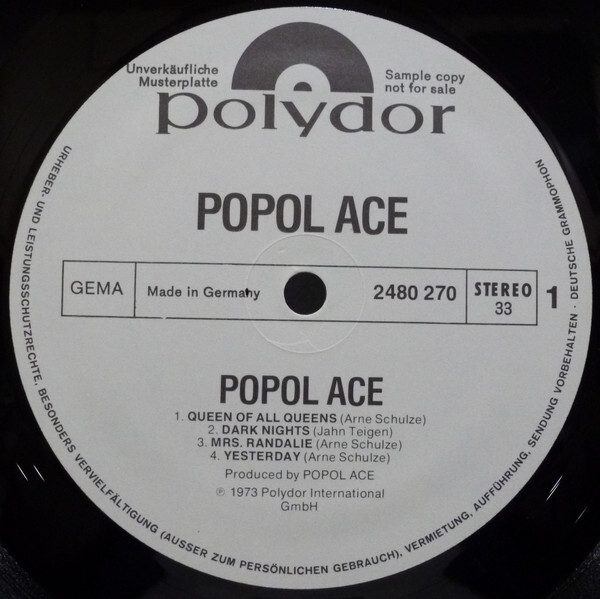 Unverkäufliche
Musterplatte
Sample copy
not for sale
polydor
POPOL ACE
GEMA
Made in Germany
2480 270
STEREO
33
1
POPOL ACE
1. QUEEN OF ALL QUEENS (Arne Schulze)
2. DARK NIGHTS (Jahn Teigen)
3. MRS. RANDALIE (Arne Schulze)
4. YESTERDAY (Arne Schulze)
Produced by POPOL ACE
℗ 1973 Polydor International
GmbH
URHEBER- UND LEISTUNGSSCHUTZRECHTE, BESONDERS VERVIELFÄLTIGUNG (AUSSER ZUM PERSÖNLICHEN GEBRAUCH), VERMIETUNG, AUFFÜHRUNG, SENDUNG VORBEHALTEN · DEUTSCHE GRAMMOPHON